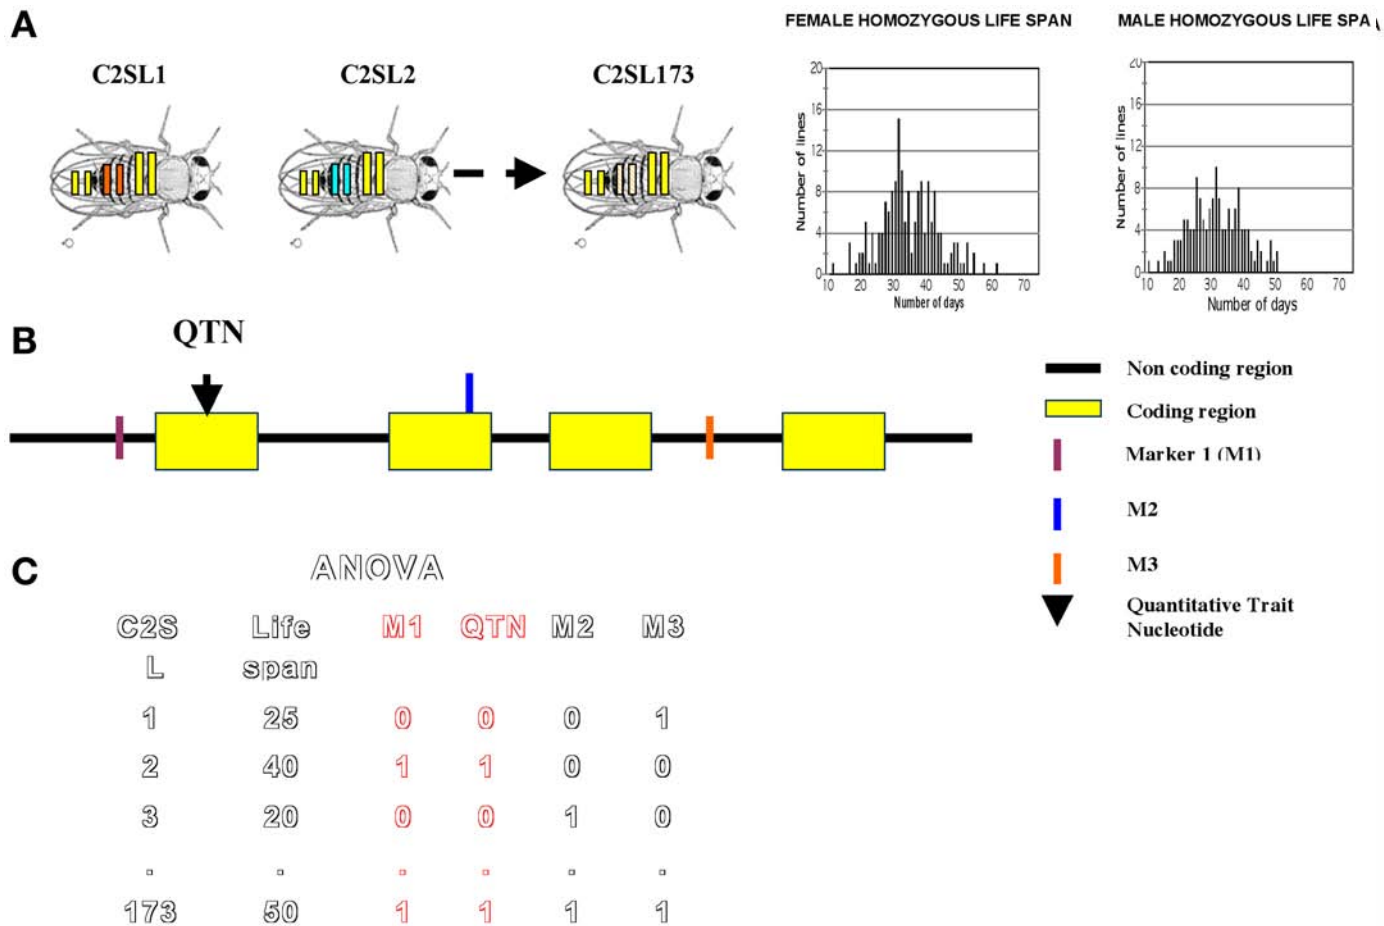 A
C2SL1
C2SL2
C2SL173
FEMALE HOMOZYGOUS LIFE SPAN
20
16
12
8
4
0
Number of lines
10 20 30 40 50 60 70
Number of days
MALE HOMOZYGOUS LIFE SPA
20
16
12
8
4
0
Number of lines
10 20 30 40 50 60 70
Number of days
B
QTN
Non coding region
Coding region
Marker 1 (M1)
M2
M3
Quantitative Trait
Nucleotide
C
ANOVA
C2S Life M1 QTN M2 M3
L span
1 25 0 0 0 1
2 40 1 1 0 0
3 20 0 0 1 0
. . . . . .
173 50 1 1 1 1